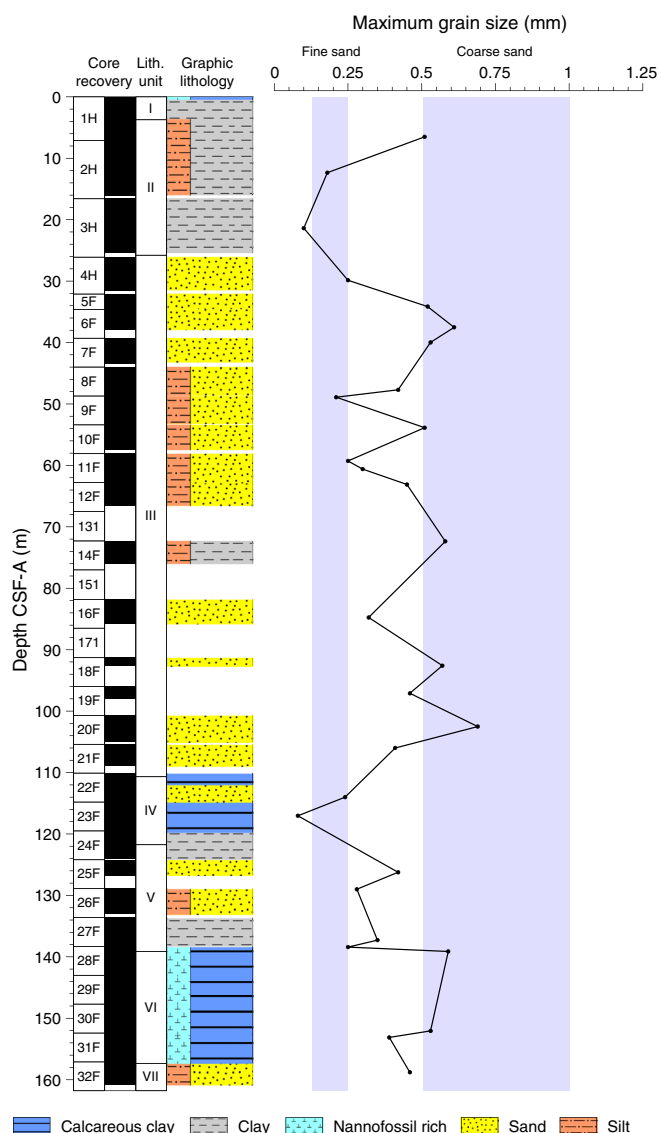 Maximum grain size (mm)
Fine sand Coarse sand
Core recovery Lith. unit Graphic lithology
0 0.25 0.5 0.75 1 1.25
Depth CSF-A (m)
0
10
20
30
40
50
60
70
80
90
100
110
120
130
140
150
160
1H
2H
3H
4H
5F
6F
7F
8F
9F
10F
11F
12F
131
14F
151
16F
171
18F
19F
20F
21F
22F
23F
24F
25F
26F
27F
28F
29F
30F
31F
32F
I
II
III
IV
V
VI
VII
Calcareous clay Clay Nannofossil rich Sand Silt